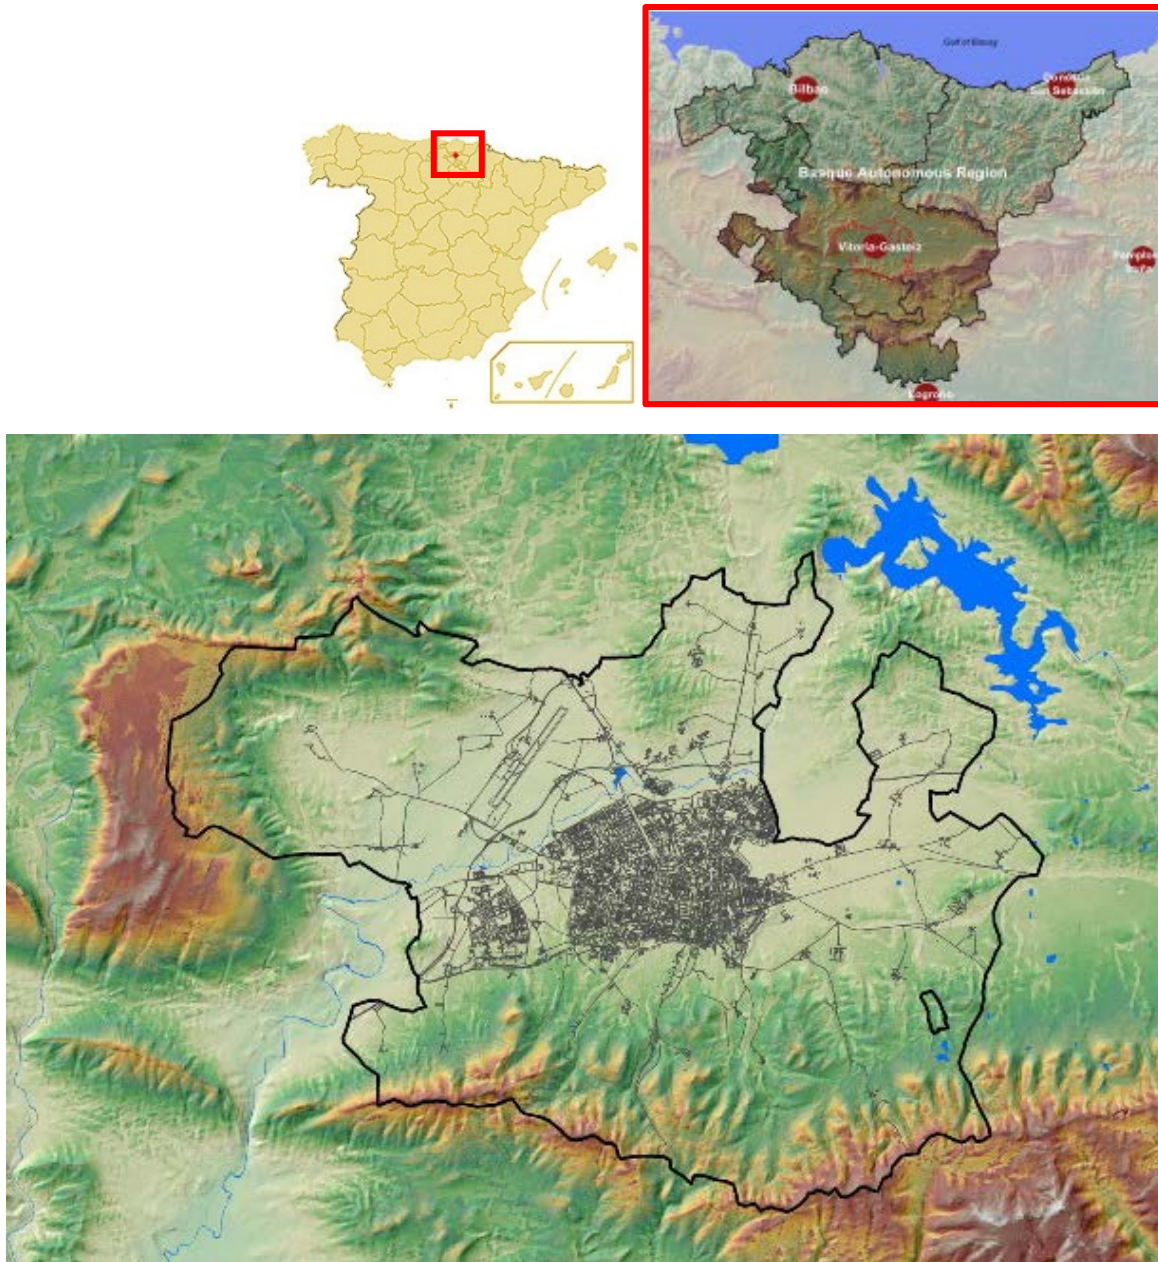 Gulf of Biscay
Bilbao
Donostia
San Sebastián
Basque Autonomous Region
Vitoria-Gasteiz
Logroño